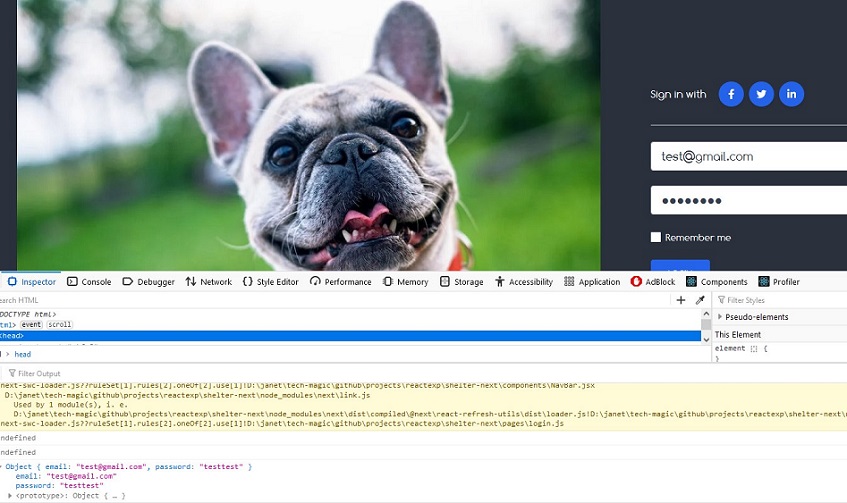 Sign in with
test@gmail.com
Remember me
Inspector Console Debugger Network Style Editor Performance Memory Storage Accessibility Application AdBlock Components Profiler
earch HTML
Filter Styles
DOCTYPE html>
Pseudo-elements
tml> event scroll
<head>
This Element
element {
}
> head
Filter Output
next-swc-loader.js??ruleSet[1].rules[2].oneOf[2].use[1]!D:\janet\tech-magic\github\projects\reactexp\shelter-next\components\NavBar.jsx
D:\janet\tech-magic\github\projects\reactexp\shelter-next\node_modules\next\link.js
Used by 1 module(s), i. e.
D:\janet\tech-magic\github\projects\reactexp\shelter-next\node_modules\next\dist\compiled\@next\react-refresh-utils\dist\loader.js!D:\janet\tech-magic\github\projects\reactexp\shelter-next\
next-swc-loader.js??ruleSet[1].rules[2].oneOf[2].use[1]!D:\janet\tech-magic\github\projects\reactexp\shelter-next\pages\login.js
ndefined
ndefined
Object { email: "test@gmail.com", password: "testtest" }
email: "test@gmail.com"
password: "testtest"
<prototype>: Object { … }